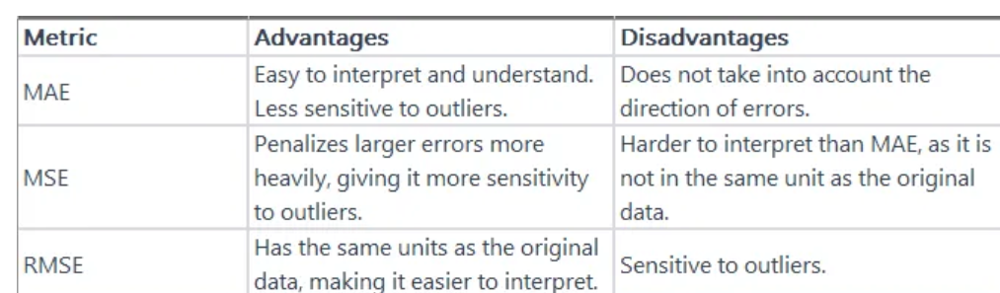 Metric Advantages Disadvantages
MAE
Easy to interpret and understand.
Less sensitive to outliers.
Does not take into account the
direction of errors.
MSE
Penalizes larger errors more
heavily, giving it more sensitivity
to outliers.
Harder to interpret than MAE, as it is
not in the same unit as the original
data.
RMSE
Has the same units as the original
data, making it easier to interpret.
Sensitive to outliers.